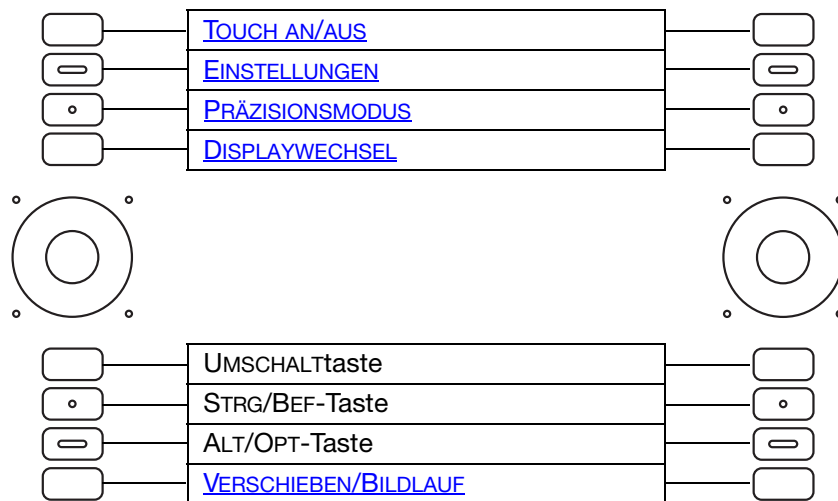 TOUCH AN/AUS
EINSTELLUNGEN
PRÄZISIONSMODUS
DISPLAYWECHSEL
UMSCHALTtaste
STRG/BEF-Taste
ALT/OPT-Taste
VERSCHIEBEN/BILDLAUF